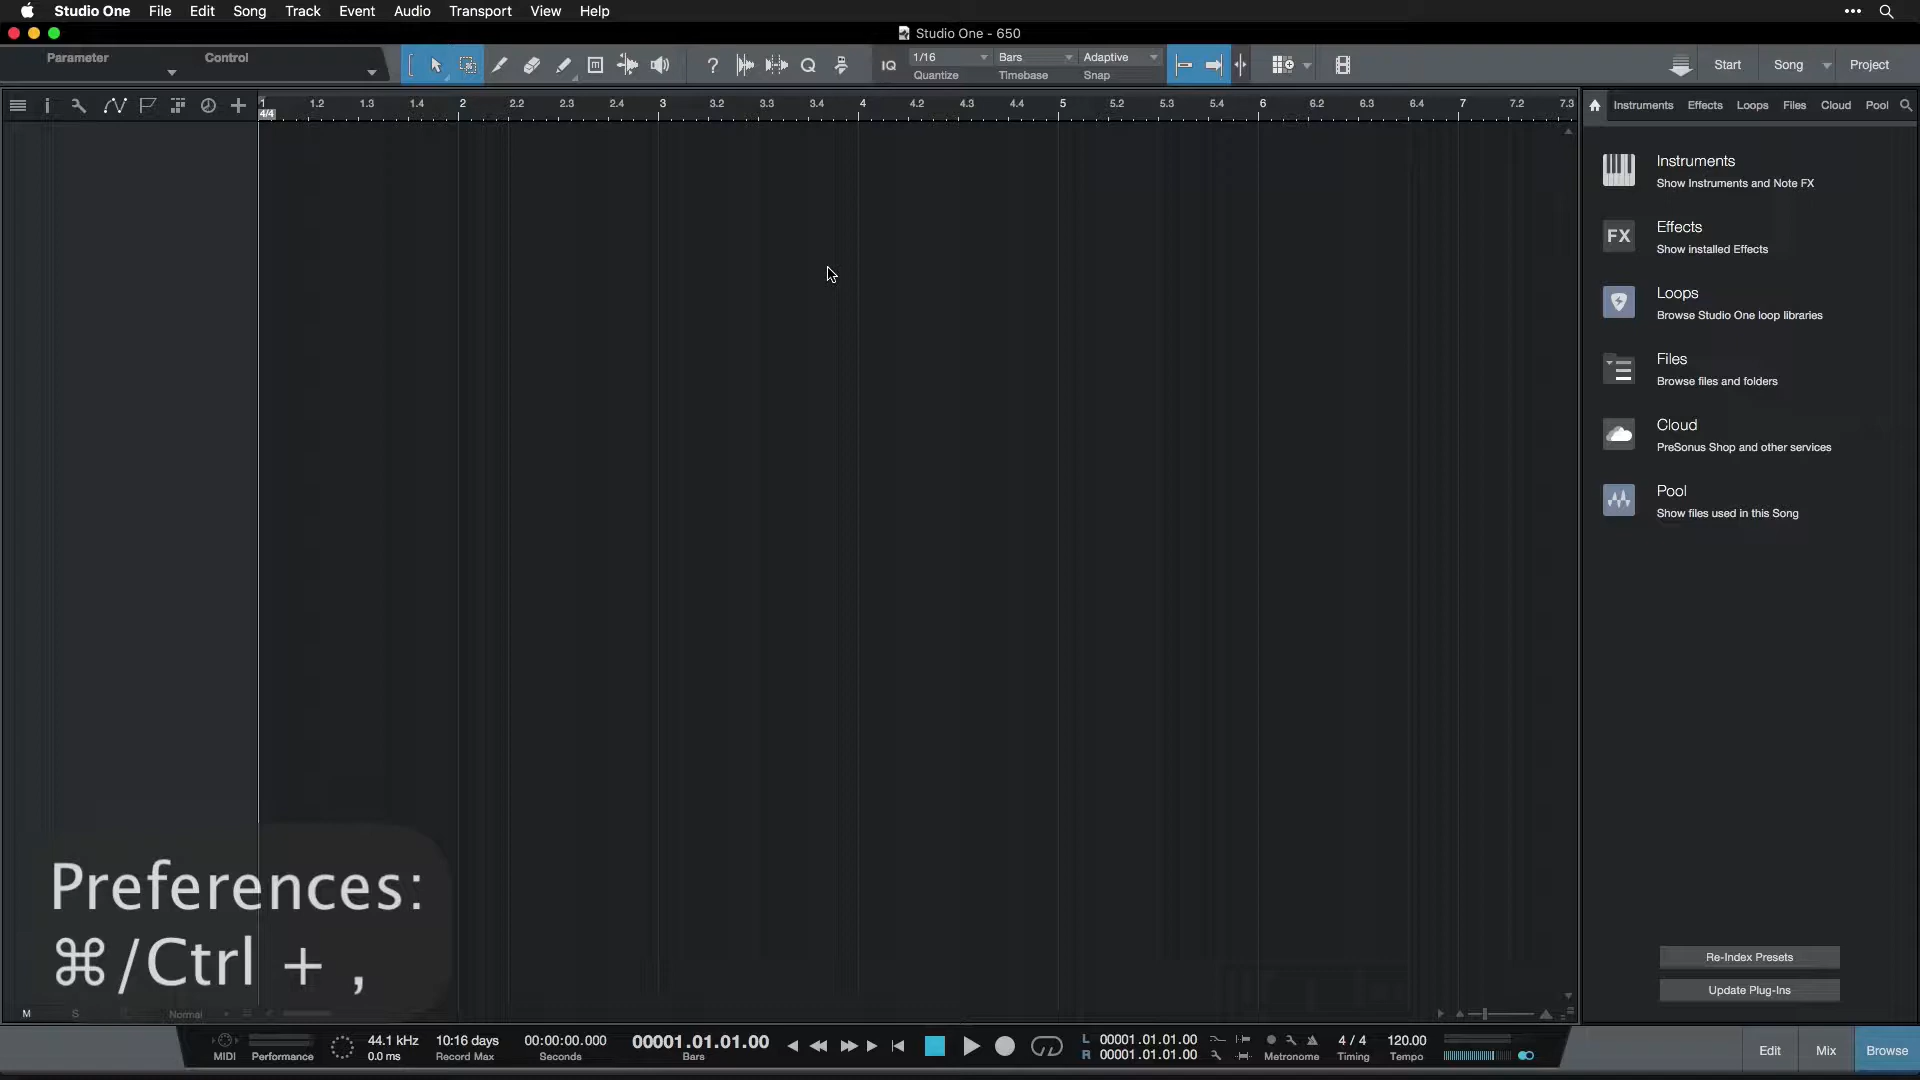 Studio One File Edit Song Track Event Audio Transport View Help
Studio One - 650
Parameter Control
IQ 1/16 Bars Adaptive
Quantize Timebase Snap
Start Song Project
1 1.2 1.3 1.4 2 2.2 2.3 2.4 3 3.2 3.3 3.4 4 4.2 4.3 4.4 5 5.2 5.3 5.4 6 6.2 6.3 6.4 7 7.2 7.3
4/4
Instruments Effects Loops Files Cloud Pool
Instruments
Show Instruments and Note FX
FX
Effects
Show installed Effects
Loops
Browse Studio One loop libraries
Files
Browse files and folders
Cloud
PreSonus Shop and other services
Pool
Show files used in this Song
Preferences:
⌘/Ctrl + ,
Re-Index Presets
Update Plug-Ins
M S Normal
MIDI Performance
44.1 kHz
0.0 ms
10:16 days
Record Max
00:00:00.000
Seconds
00001.01.01.00
Bars
L 00001.01.01.00
R 00001.01.01.00
Metronome
4 / 4
Timing
120.00
Tempo
Edit Mix Browse